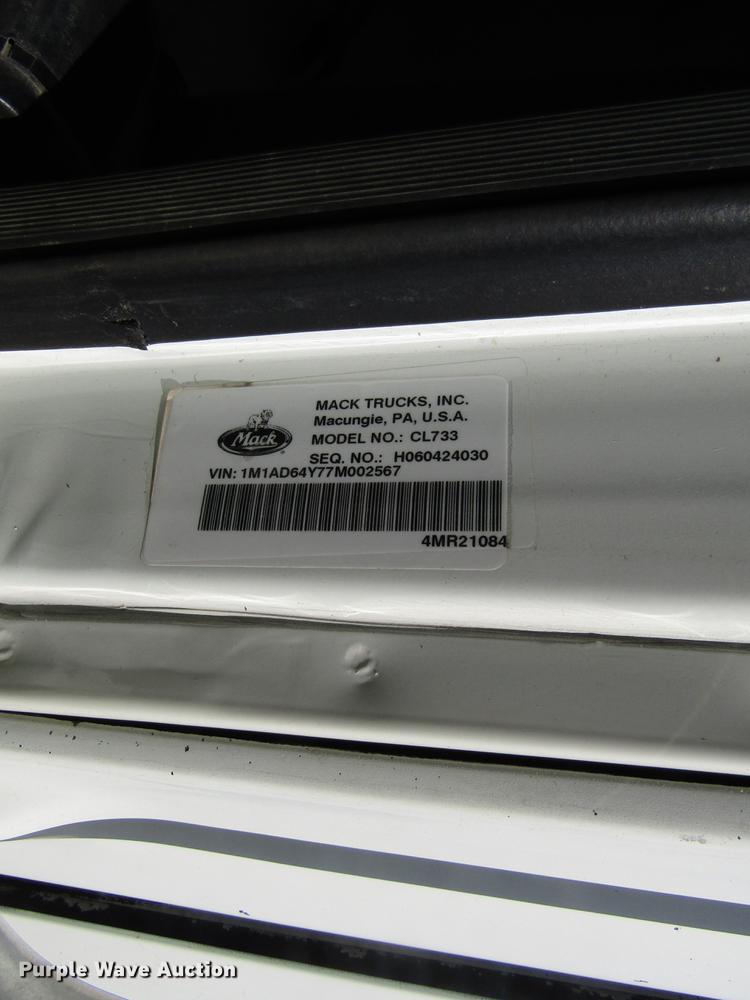 Mack
MACK TRUCKS, INC.
Macungie, PA, U.S.A.
MODEL NO.: CL733
SEQ. NO.: H060424030
VIN: 1M1AD64Y77M002567
4MR21084
Purple Wave Auction